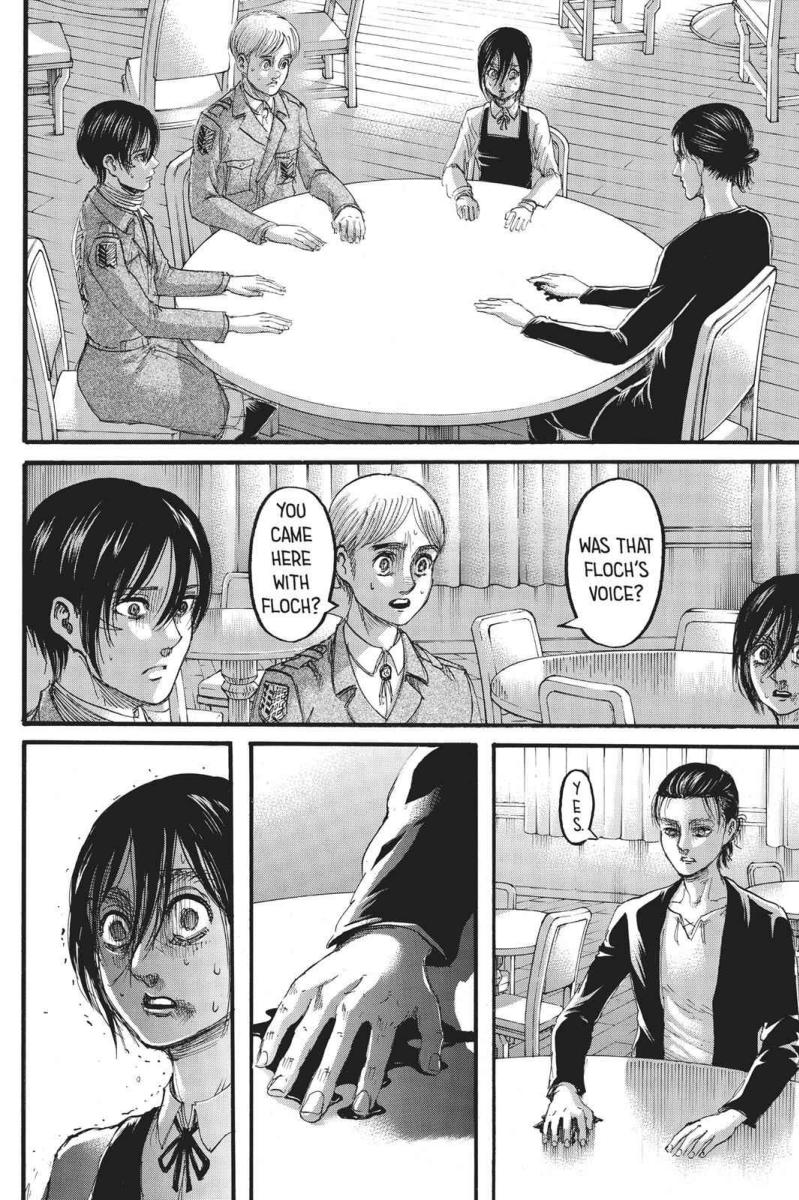 WAS THAT
FLOCH'S
VOICE?
YOU
CAME
HERE
WITH
FLOCH?
YES.